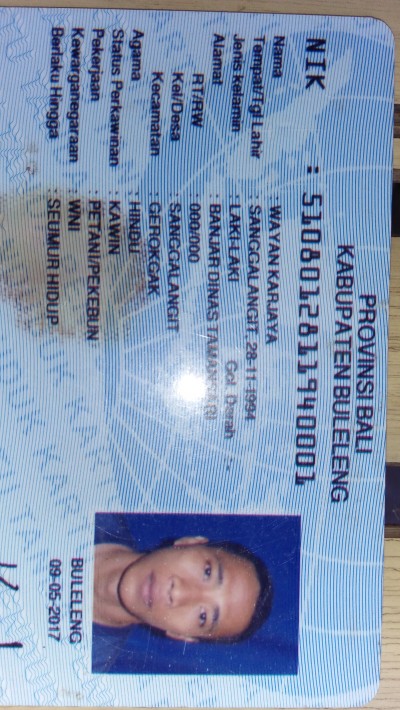 PROVINSI BALI
KABUPATEN BULELENG
NIK : 5108012811940001
Nama : WAYAN KARJAYA
Tempat/Tgl Lahir : SANGGALANGIT, 28-11-1994
Jenis kelamin : LAKI-LAKI Gol. Darah : -
Alamat : BANJAR DINAS TAMANSARI
RT/RW : 000/000
Kel/Desa : SANGGALANGIT
Kecamatan : GEROKGAK
Agama : HINDU
Status Perkawinan : KAWIN
Pekerjaan : PETANI/PEKEBUN
Kewarganegaraan : WNI
Berlaku Hingga : SEUMUR HIDUP
BULELENG
09-05-2017